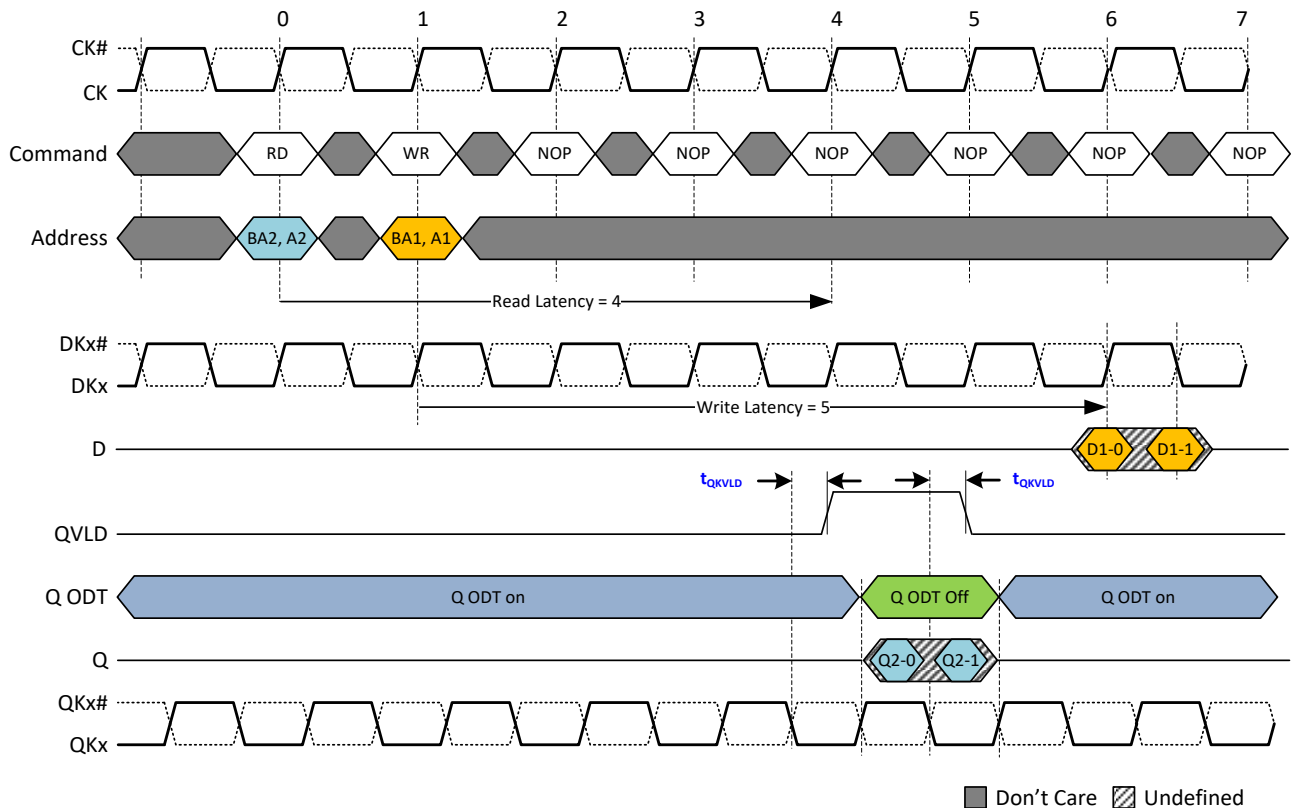 0 1 2 3 4 5 6 7
CK#
CK
Command RD WR NOP NOP NOP NOP NOP NOP
Address BA2, A2 BA1, A1
Read Latency = 4
DKx#
DKx
Write Latency = 5
D D1-0 D1-1
tQKVLD tQKVLD
QVLD
Q ODT Q ODT on Q ODT Off Q ODT on
Q Q2-0 Q2-1
QKx#
QKx
Don't Care Undefined